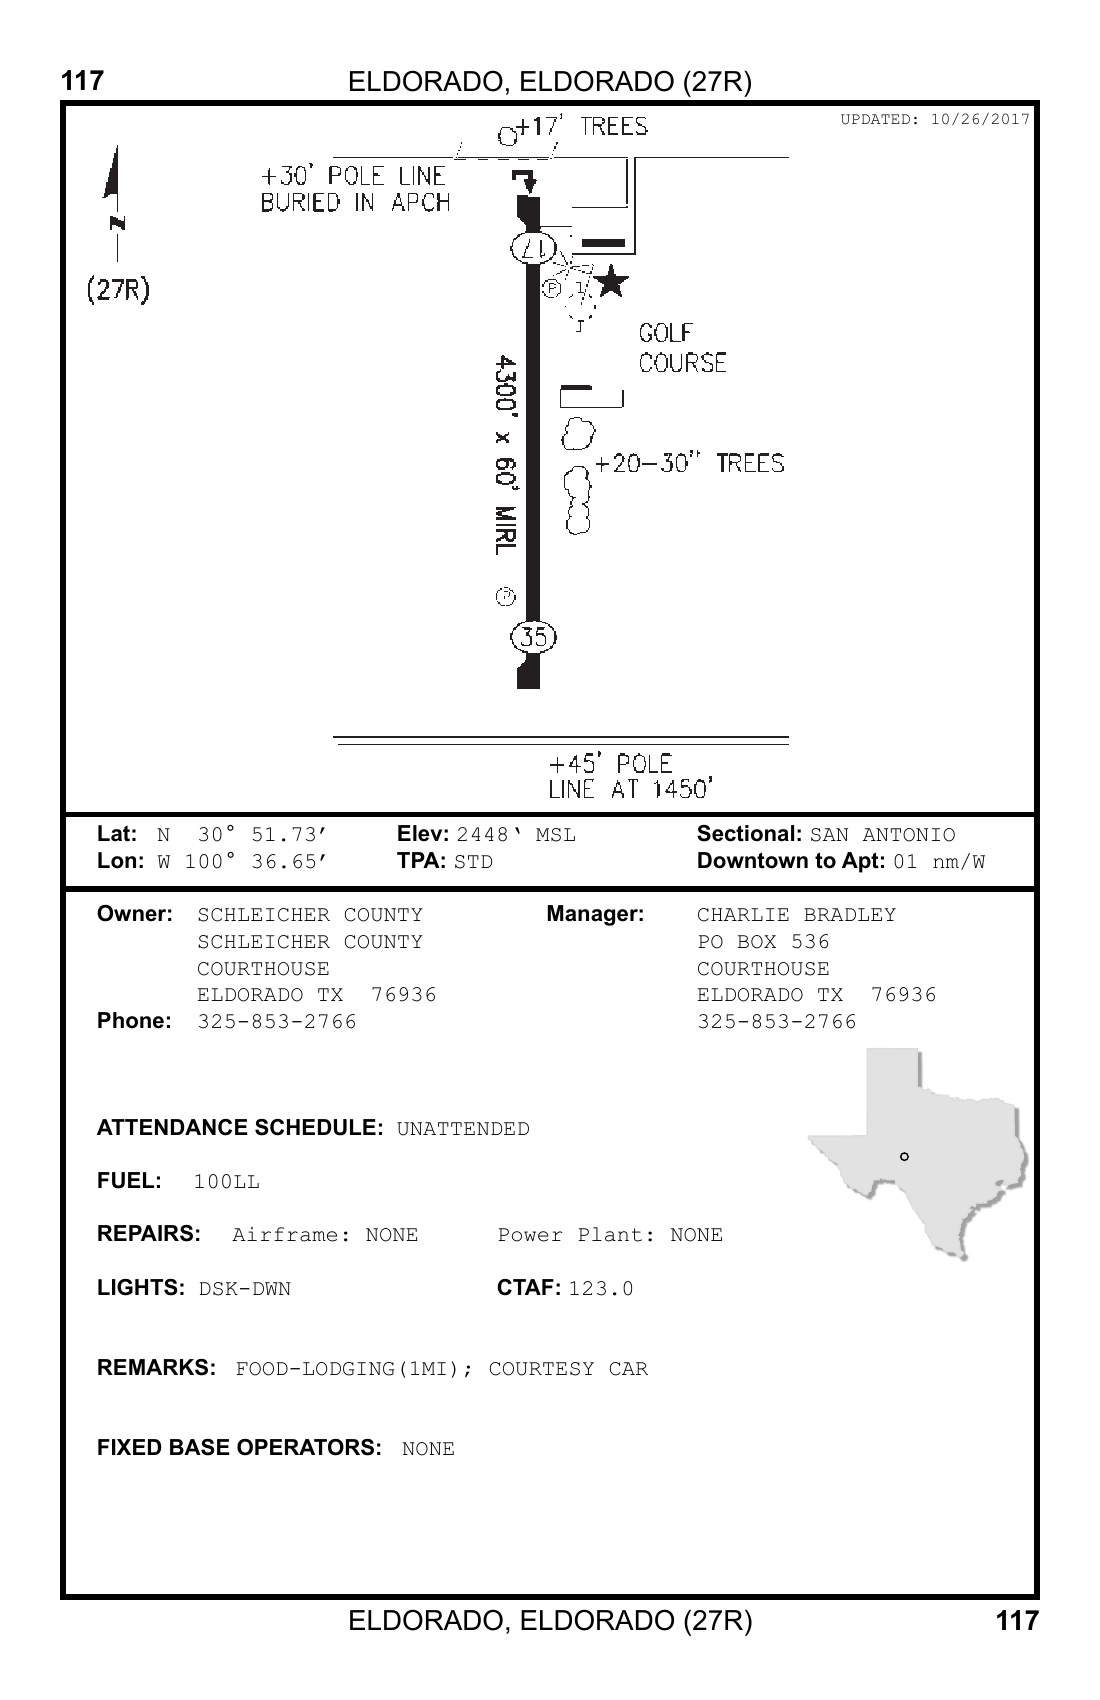 117
ELDORADO, ELDORADO (27R)
UPDATED: 10/26/2017
+17' TREES
+30' POLE LINE
BURIED IN APCH
N
(27R)
17
P
GOLF
COURSE
4300' x 60' MIRL
+20-30" TREES
35
+45' POLE
LINE AT 1450'
Lat: N 30° 51.73’ Elev: 2448‘ MSL Sectional: SAN ANTONIO
Lon: W 100° 36.65’ TPA: STD Downtown to Apt: 01 nm/W
Owner: SCHLEICHER COUNTY Manager: CHARLIE BRADLEY
SCHLEICHER COUNTY PO BOX 536
COURTHOUSE COURTHOUSE
ELDORADO TX 76936 ELDORADO TX 76936
Phone: 325-853-2766 325-853-2766
ATTENDANCE SCHEDULE: UNATTENDED
FUEL: 100LL
REPAIRS: Airframe: NONE Power Plant: NONE
LIGHTS: DSK-DWN CTAF: 123.0
REMARKS: FOOD-LODGING(1MI); COURTESY CAR
FIXED BASE OPERATORS: NONE
ELDORADO, ELDORADO (27R)
117